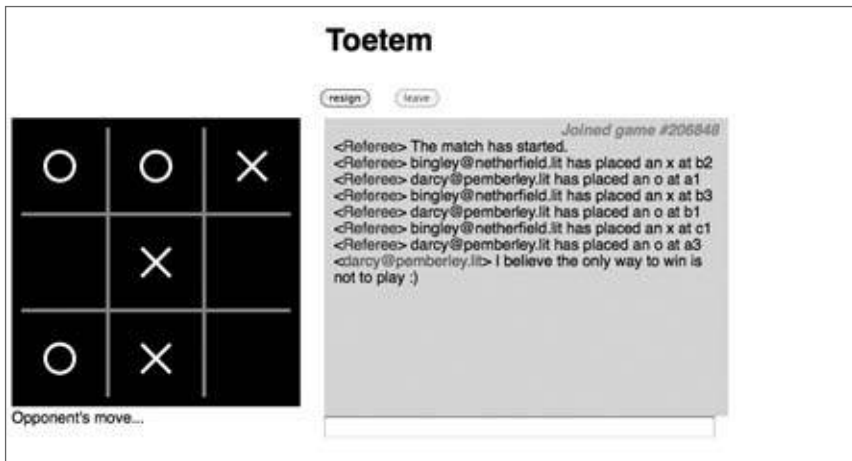 Toetem
resign leave
Joined game #206848
<Referee> The match has started.
<Referee> bingley@netherfield.lit has placed an x at b2
<Referee> darcy@pemberley.lit has placed an o at a1
<Referee> bingley@netherfield.lit has placed an x at b3
<Referee> darcy@pemberley.lit has placed an o at b1
<Referee> bingley@netherfield.lit has placed an x at c1
<Referee> darcy@pemberley.lit has placed an o at a3
<darcy@pemberley.lit> I believe the only way to win is
not to play :)
Opponent's move...